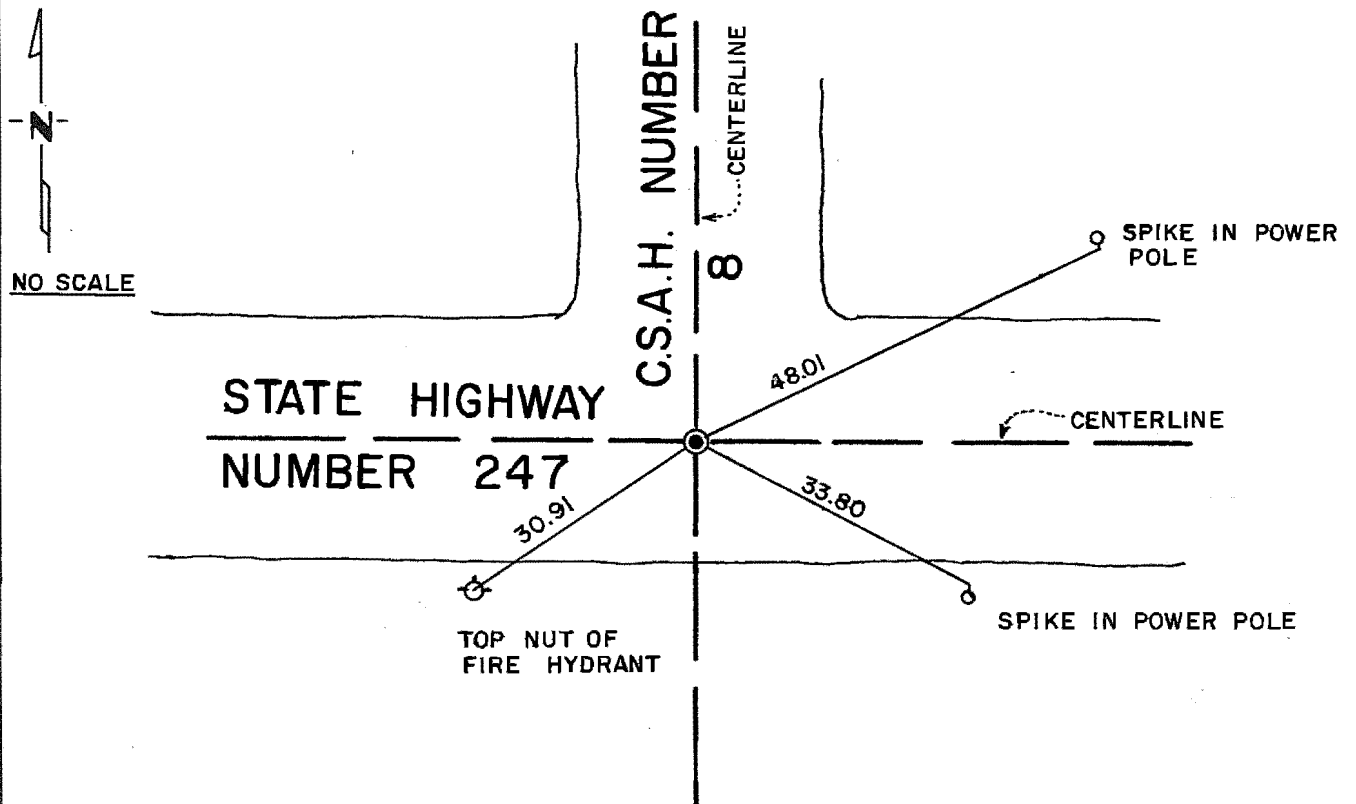 N
NO SCALE
C.S.A.H. NUMBER
8
CENTERLINE
SPIKE IN POWER
POLE
48.01
STATE HIGHWAY
NUMBER 247
CENTERLINE
30.91
33.80
TOP NUT OF
FIRE HYDRANT
SPIKE IN POWER POLE